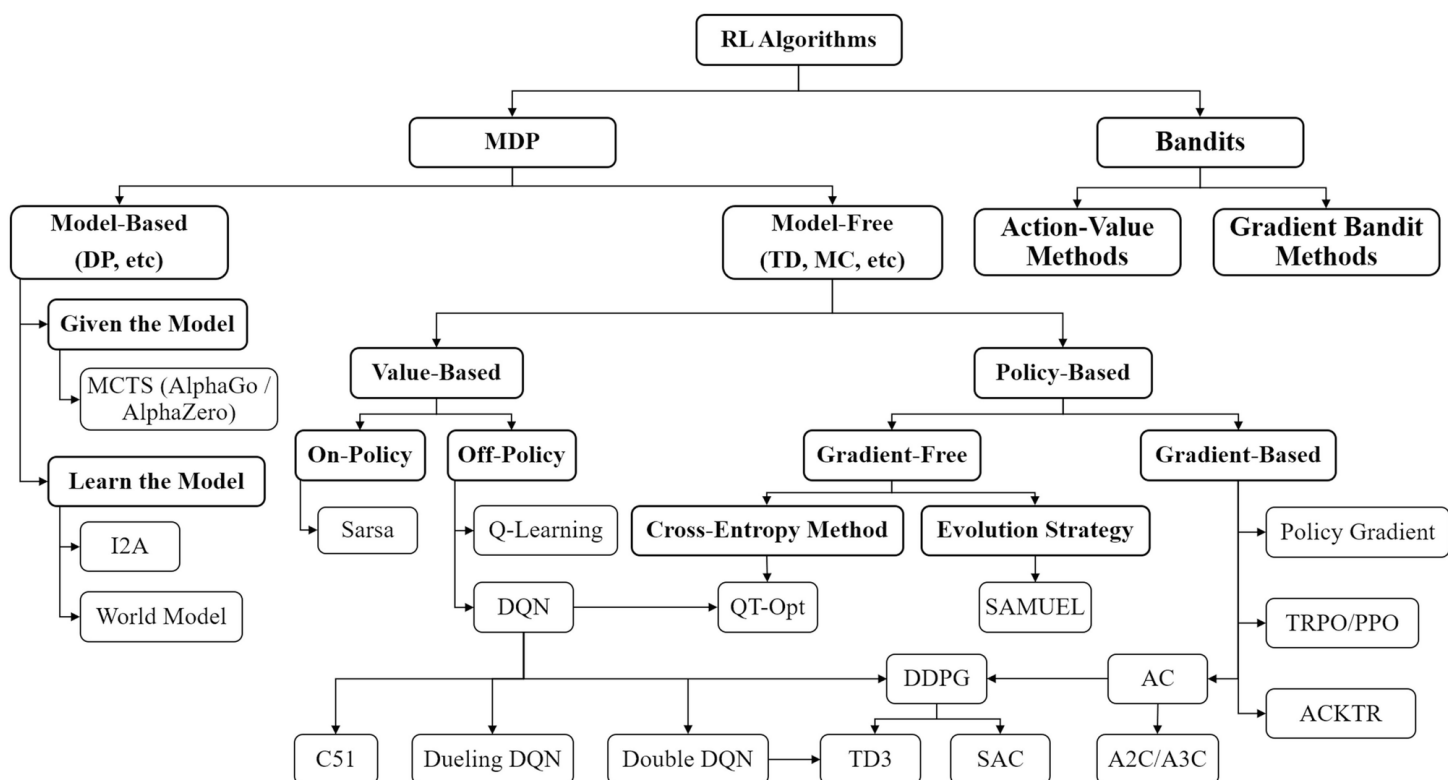 RL Algorithms
MDP
Bandits
Model-Based
(DP, etc)
Model-Free
(TD, MC, etc)
Action-Value
Methods
Gradient Bandit
Methods
Given the Model
MCTS (AlphaGo /
AlphaZero)
Learn the Model
I2A
World Model
Value-Based
Policy-Based
On-Policy
Off-Policy
Gradient-Free
Gradient-Based
Sarsa
Q-Learning
Cross-Entropy Method
Evolution Strategy
Policy Gradient
DQN
QT-Opt
SAMUEL
TRPO/PPO
DDPG
AC
ACKTR
C51
Dueling DQN
Double DQN
TD3
SAC
A2C/A3C